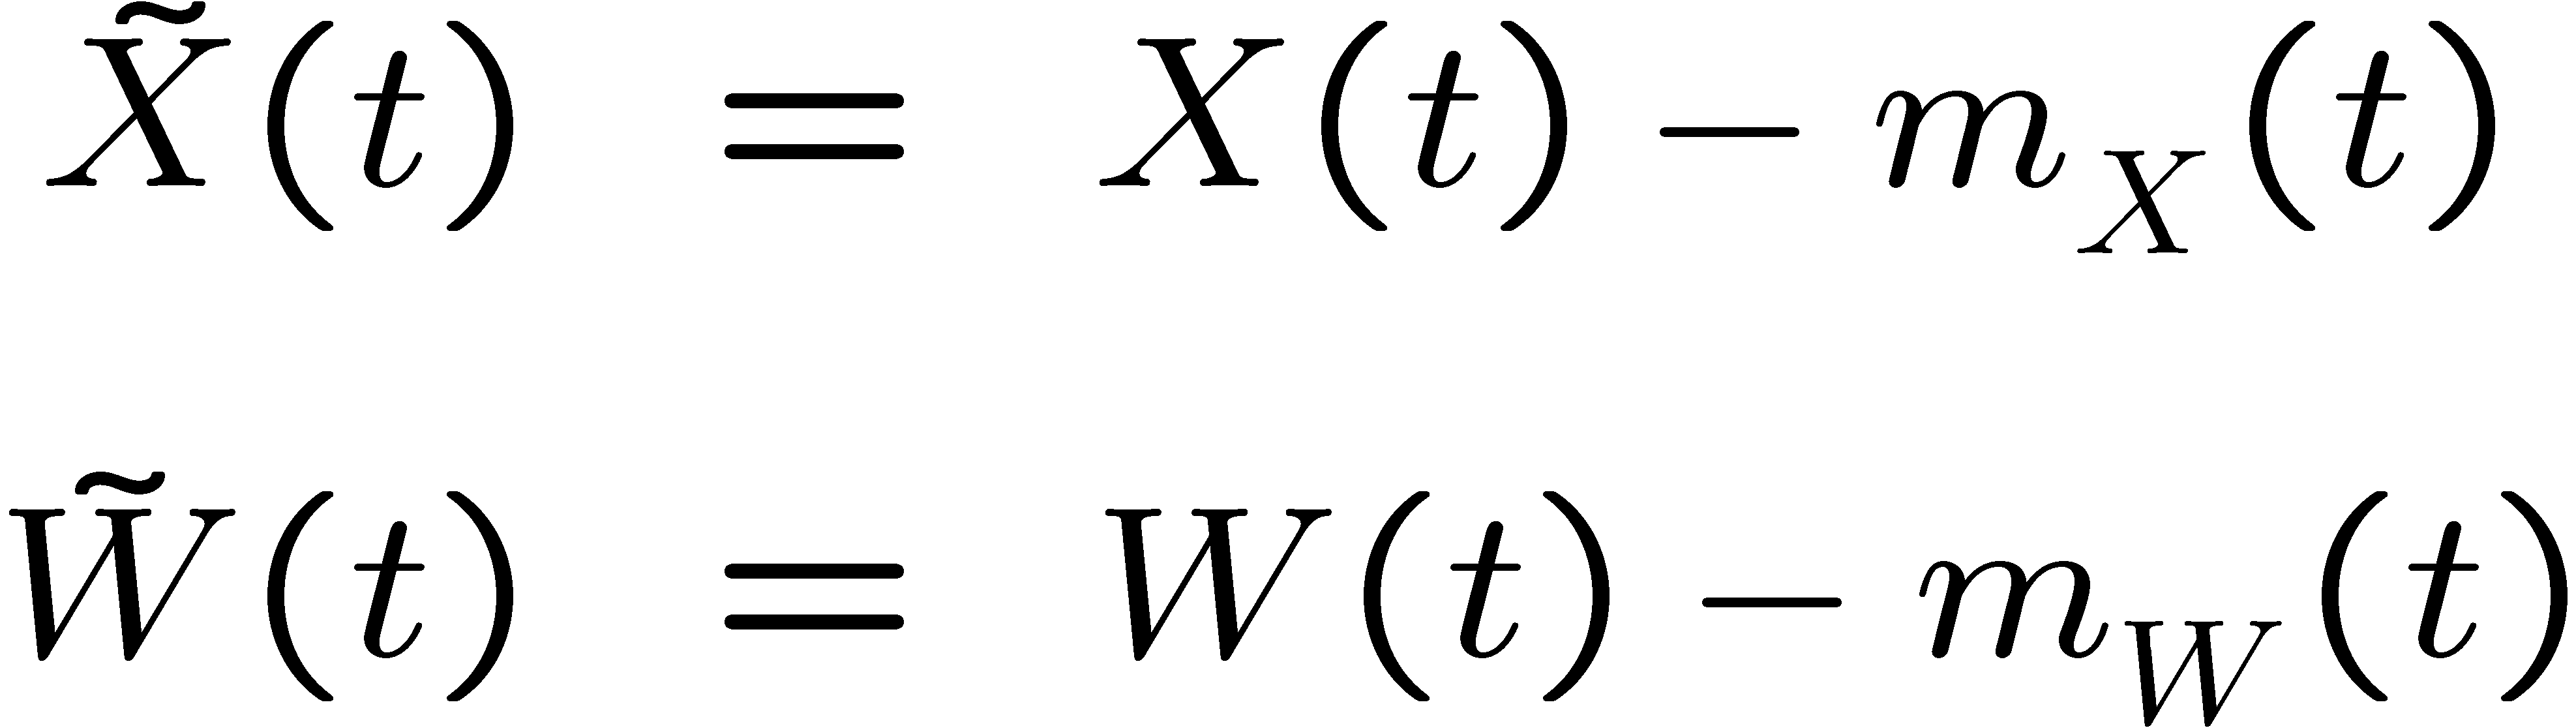 X̃(t) = X(t) − m_X(t)
W̃(t) = W(t) − m_W(t)